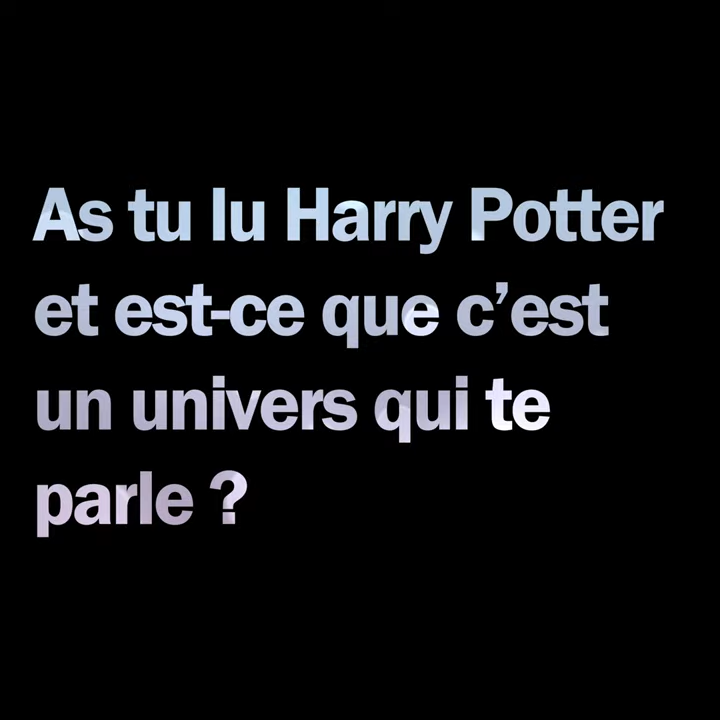 As tu lu Harry Potter
et est-ce que c’est
un univers qui te
parle ?